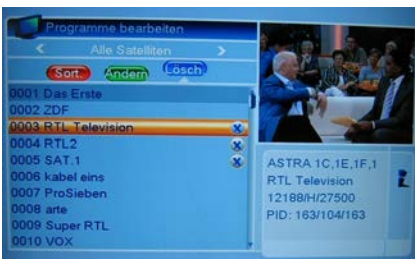 Programme bearbeiten
< Alle Satelliten >
Sort. Ändern Lösch
0001 Das Erste
0002 ZDF
0003 RTL Television
0004 RTL2
0005 SAT.1
0006 kabel eins
0007 ProSieben
0008 arte
0009 Super RTL
0010 VOX
ASTRA 1C,1E,1F,1
RTL Television
12188/H/27500
PID: 163/104/163